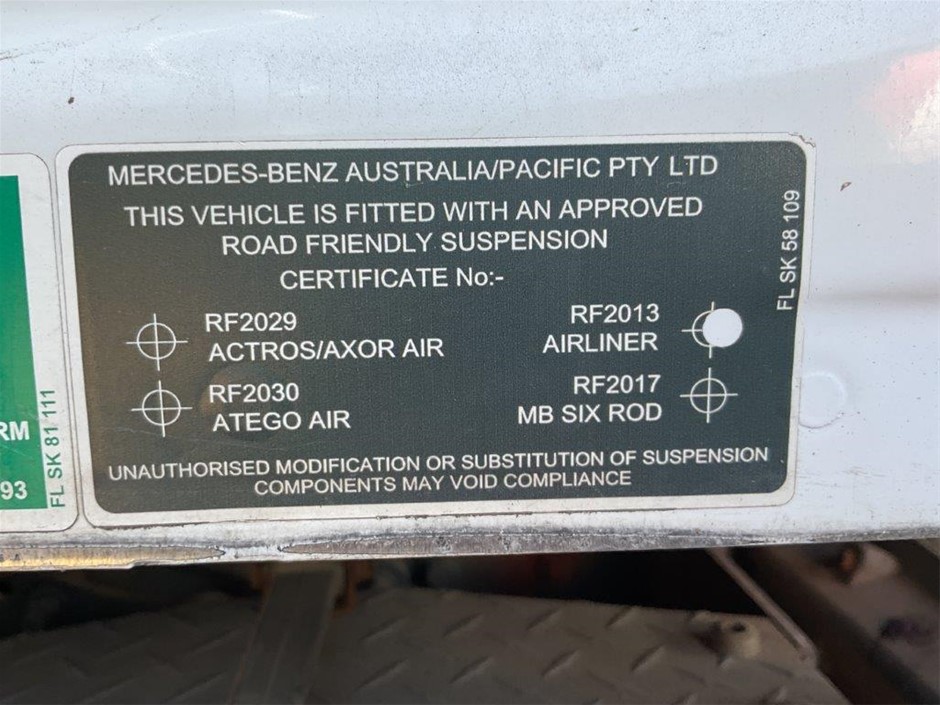 MERCEDES-BENZ AUSTRALIA/PACIFIC PTY LTD
THIS VEHICLE IS FITTED WITH AN APPROVED
ROAD FRIENDLY SUSPENSION
CERTIFICATE No:-
RF2029
ACTROS/AXOR AIR
RF2013
AIRLINER
RF2030
ATEGO AIR
RF2017
MB SIX ROD
UNAUTHORISED MODIFICATION OR SUBSTITUTION OF SUSPENSION
COMPONENTS MAY VOID COMPLIANCE
FL SK 58 109
RM
93
FL SK 81 111